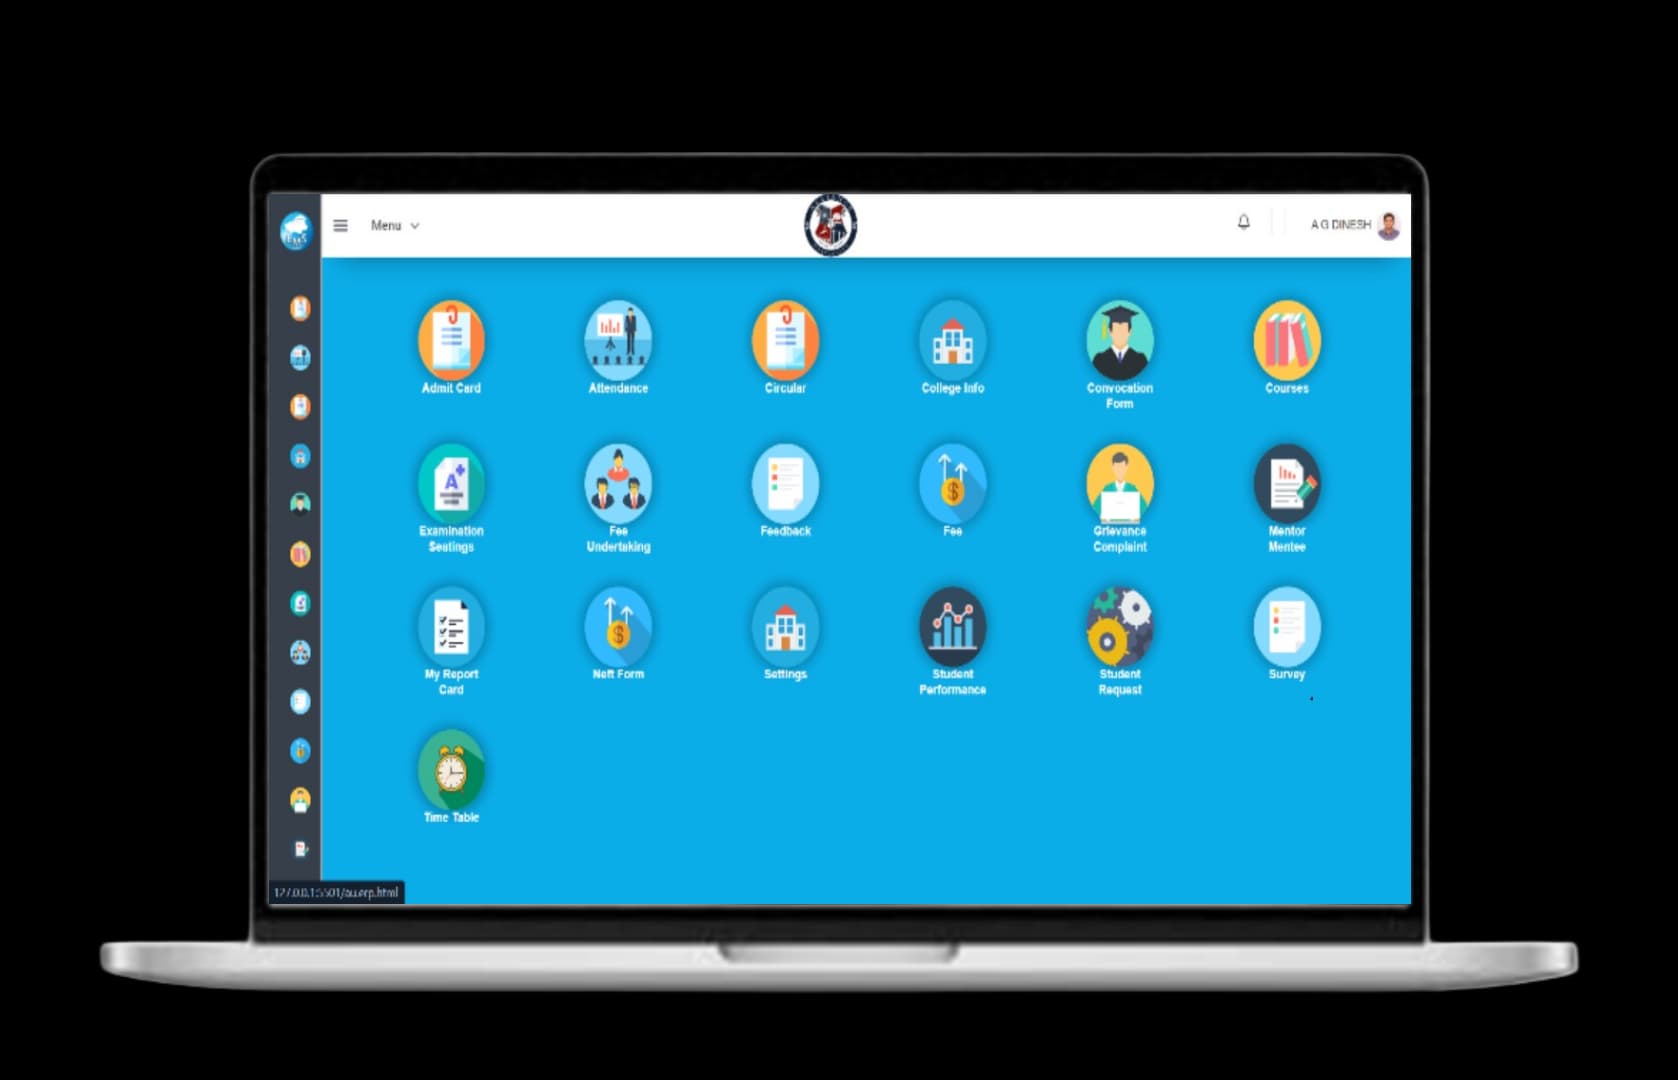 Menu
A G DINESH
Admit Card
Attendance
Circular
College Info
Convocation
Form
Courses
Examination
Seatings
Fee
Undertaking
Feedback
Fee
Grievance
Complaint
Mentor
Mentee
My Report
Card
Neft Form
Settings
Student
Performance
Student
Request
Survey
Time Table
127.0.0.1:5501/au.erp.html